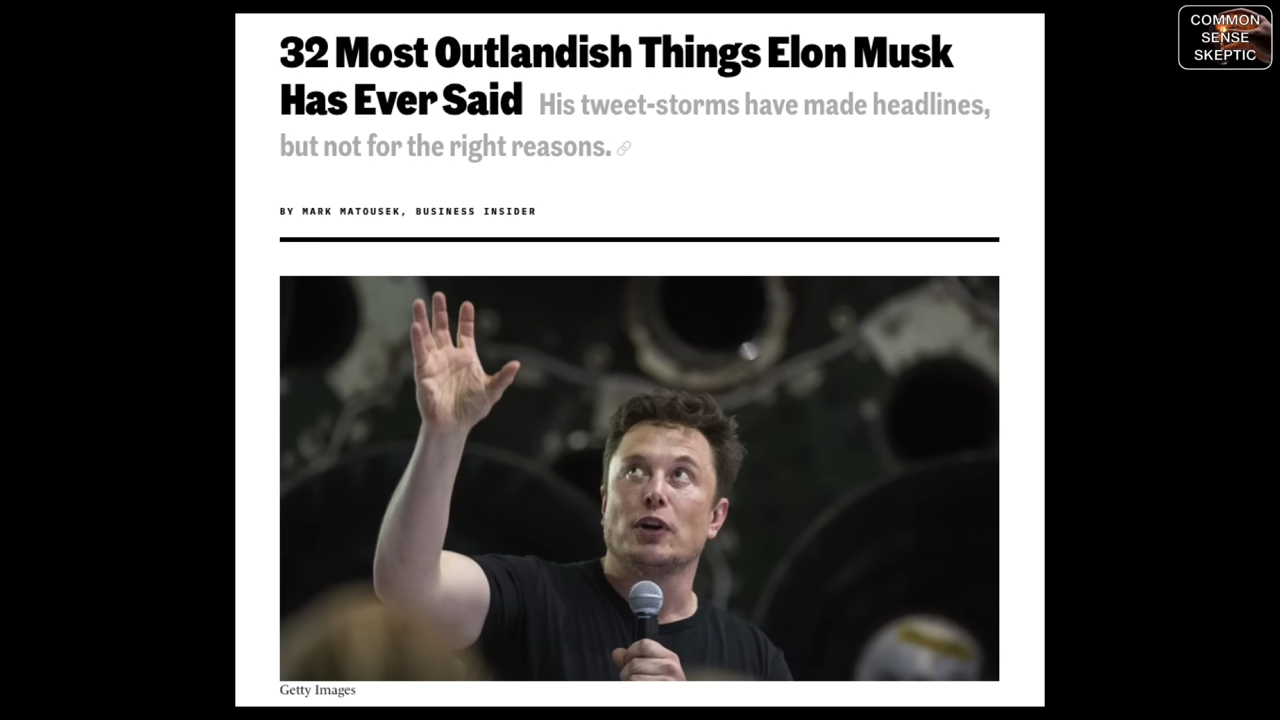 COMMON
SENSE
SKEPTIC
32 Most Outlandish Things Elon Musk
Has Ever Said His tweet-storms have made headlines,
but not for the right reasons.
BY MARK MATOUSEK, BUSINESS INSIDER
Getty Images